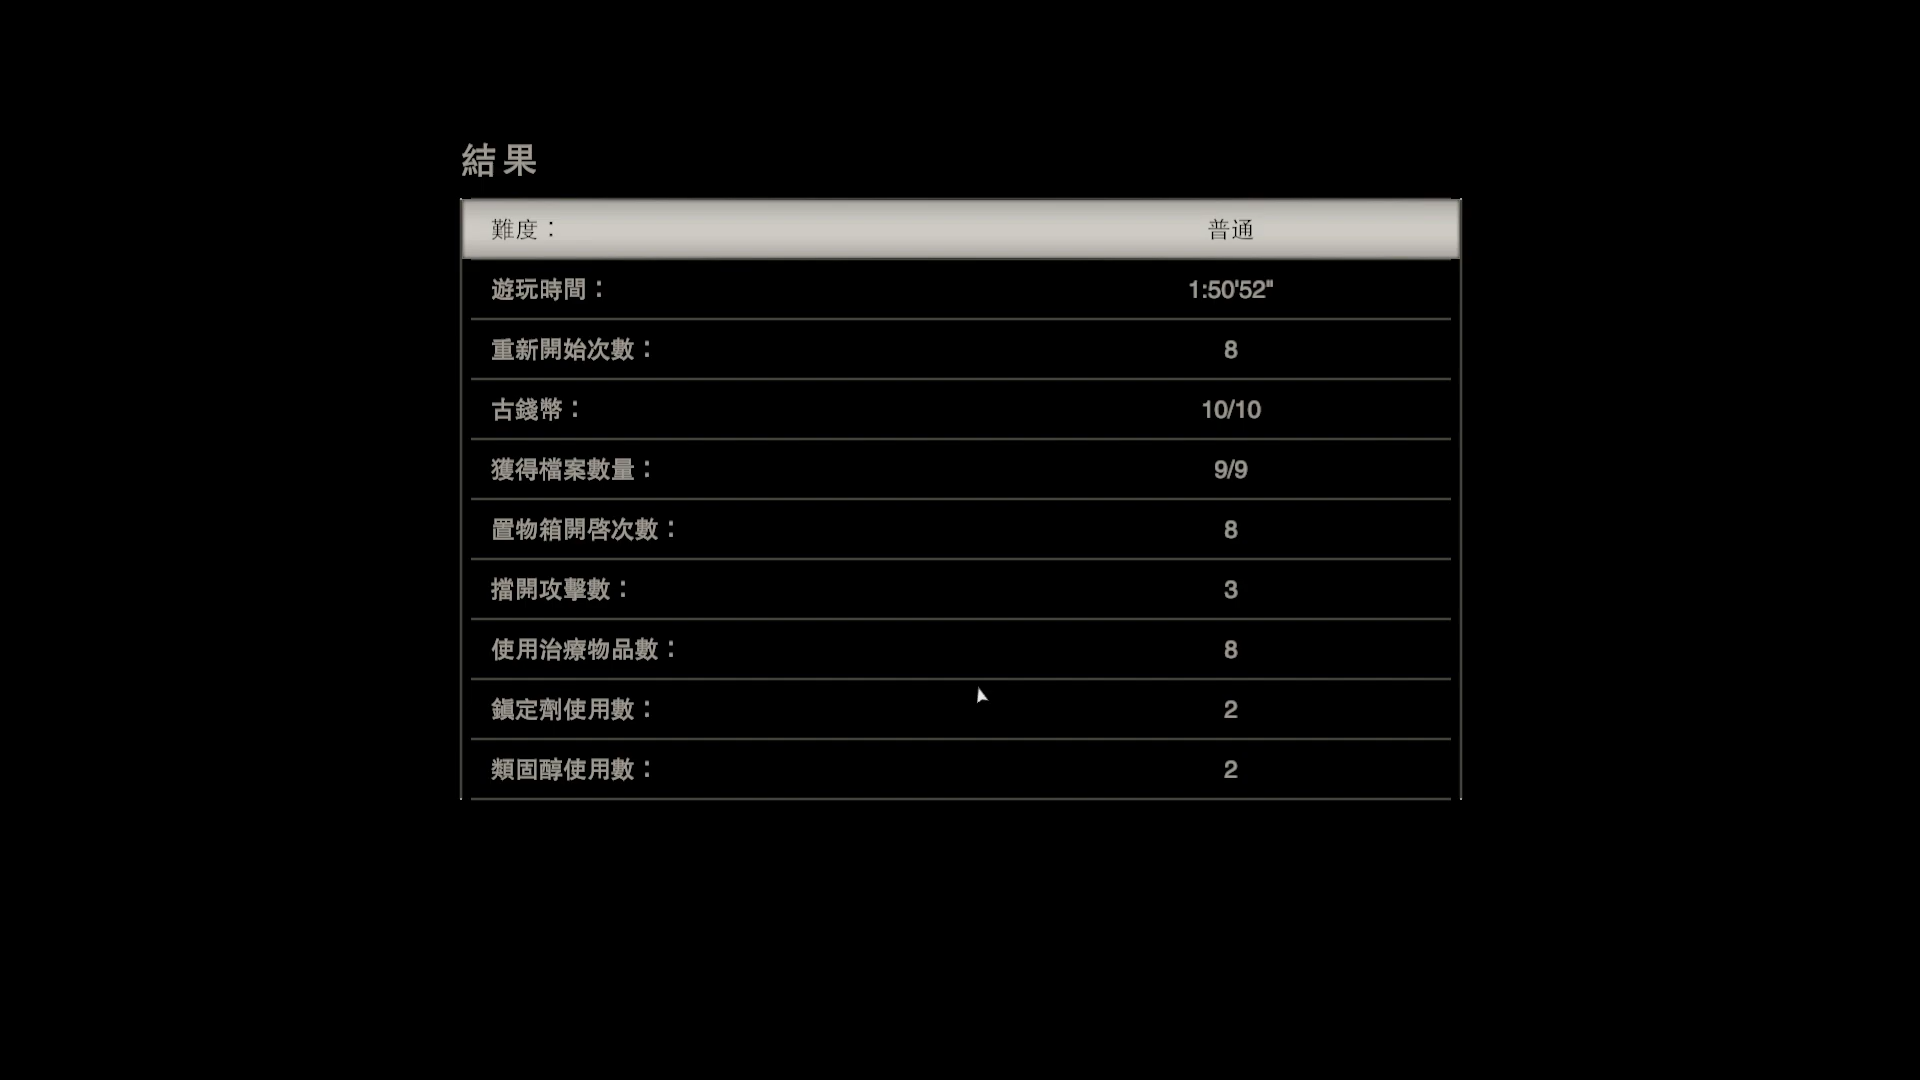 結果
難度： 普通
遊玩時間： 1:50'52"
重新開始次數： 8
古錢幣： 10/10
獲得檔案數量： 9/9
置物箱開啓次數： 8
擋開攻擊數： 3
使用治療物品數： 8
鎭定劑使用數： 2
類固醇使用數： 2